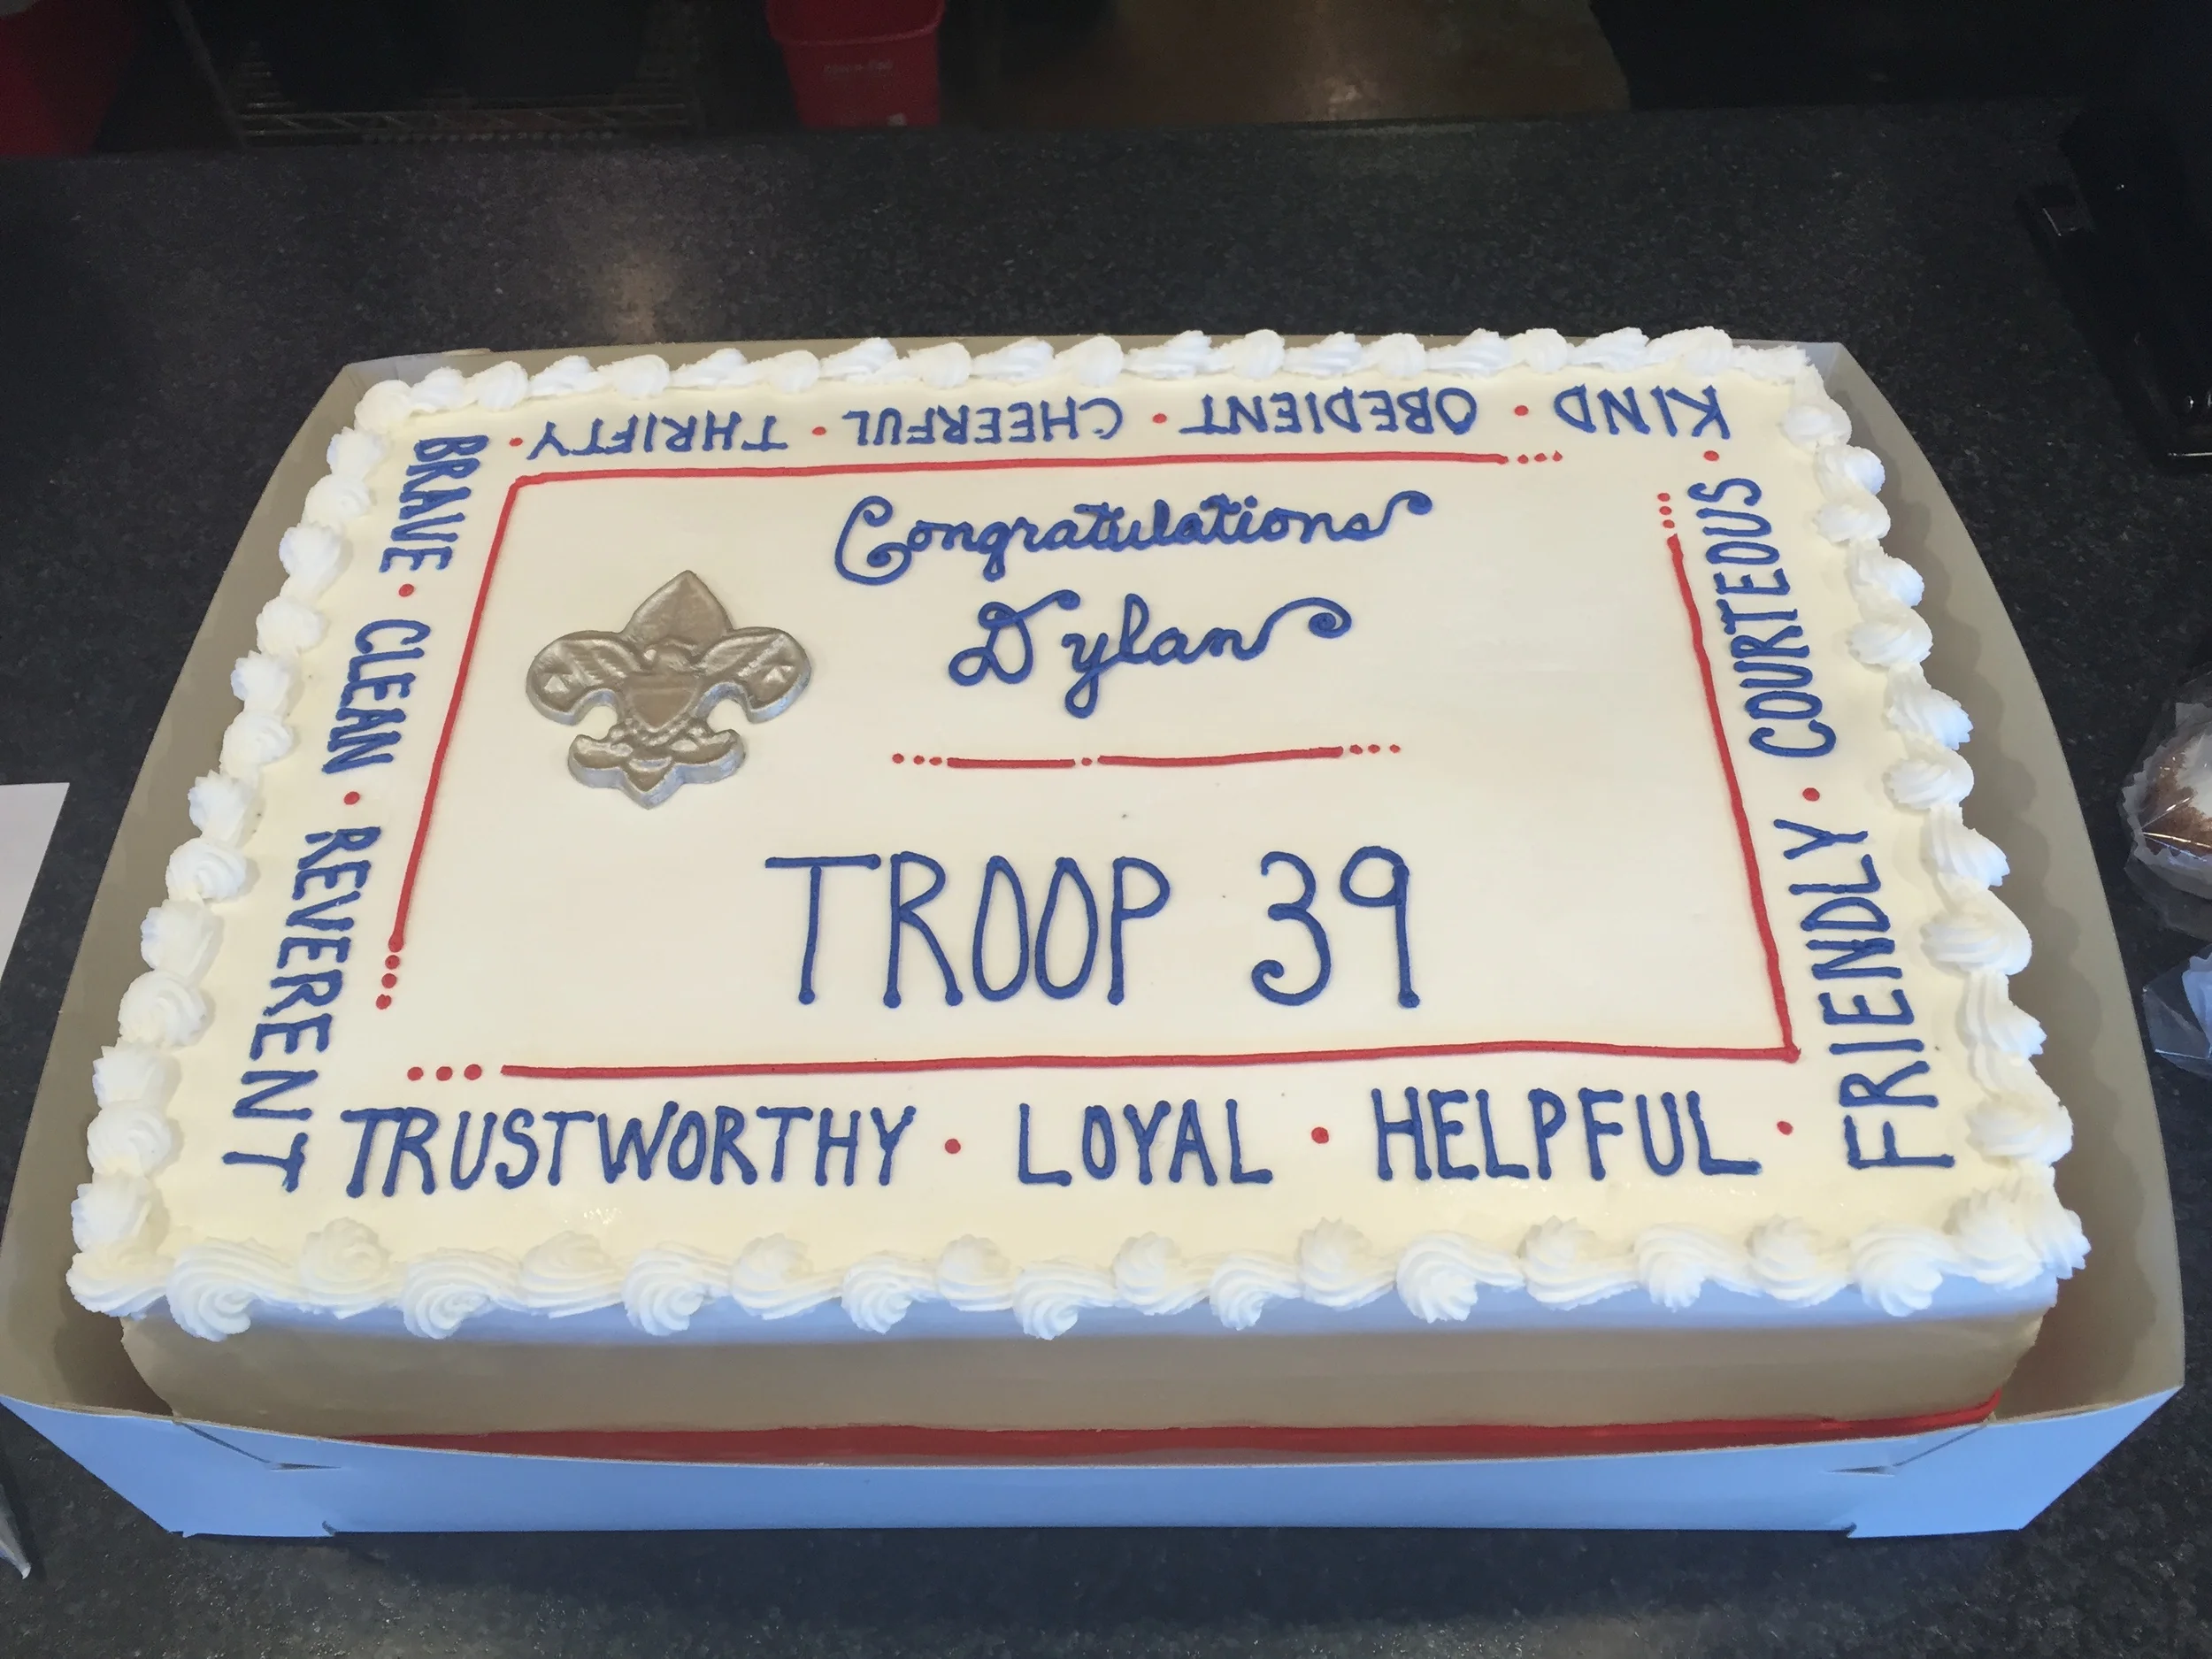 Congratulations
Dylan
TROOP 39
TRUSTWORTHY • LOYAL • HELPFUL •
FRIENDLY • COURTEOUS •
KIND • OBEDIENT • CHEERFUL • THRIFTY •
BRAVE • CLEAN • REVERENT